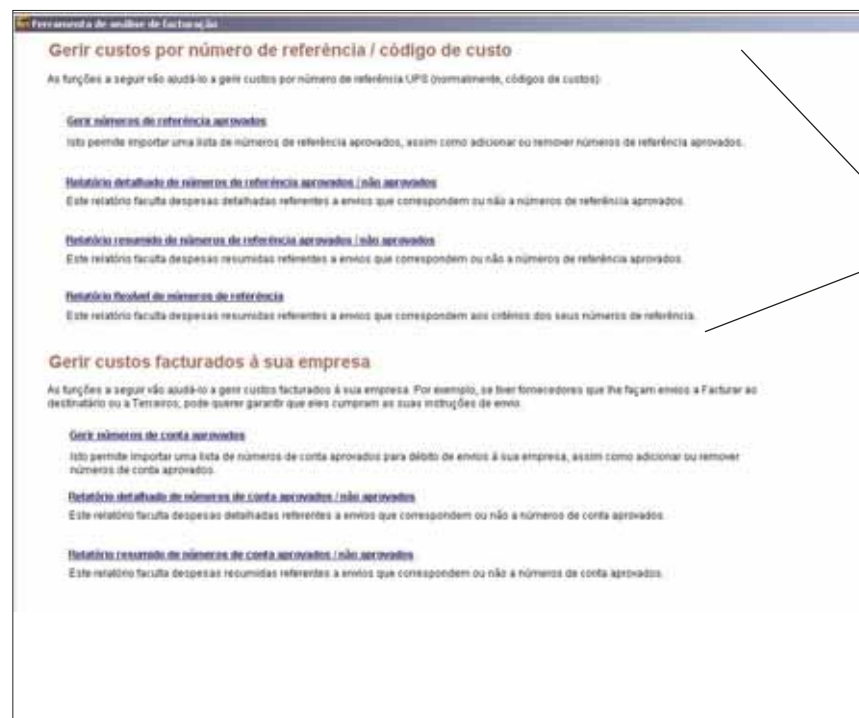 Ferramenta de análise de facturação
Gerir custos por número de referência / código de custo
As funções a seguir vão ajudá-lo a gerir custos por número de referência UPS (normalmente, códigos de custos):
Gerir números de referência aprovados
Isto permite importar uma lista de números de referência aprovados, assim como adicionar ou remover números de referência aprovados.
Relatório detalhado de números de referência aprovados / não aprovados
Este relatório faculta despesas detalhadas referentes a envios que correspondem ou não a números de referência aprovados.
Relatório resumido de números de referência aprovados / não aprovados
Este relatório faculta despesas resumidas referentes a envios que correspondem ou não a números de referência aprovados.
Relatório flexível de números de referência
Este relatório faculta despesas resumidas referentes a envios que correspondem aos critérios dos seus números de referência.
Gerir custos facturados à sua empresa
As funções a seguir vão ajudá-lo a gerir custos facturados à sua empresa. Por exemplo, se tiver fornecedores que lhe façam envios a Facturar ao
destinatário ou a Terceiros, pode querer garantir que eles cumpram as suas instruções de envio.
Gerir números de conta aprovados
Isto permite importar uma lista de números de conta aprovados para débito de envios à sua empresa, assim como adicionar ou remover
números de conta aprovados.
Relatório detalhado de números de conta aprovados / não aprovados
Este relatório faculta despesas detalhadas referentes a envios que correspondem ou não a números de conta aprovados.
Relatório resumido de números de conta aprovados / não aprovados
Este relatório faculta despesas resumidas referentes a envios que correspondem ou não a números de conta aprovados.